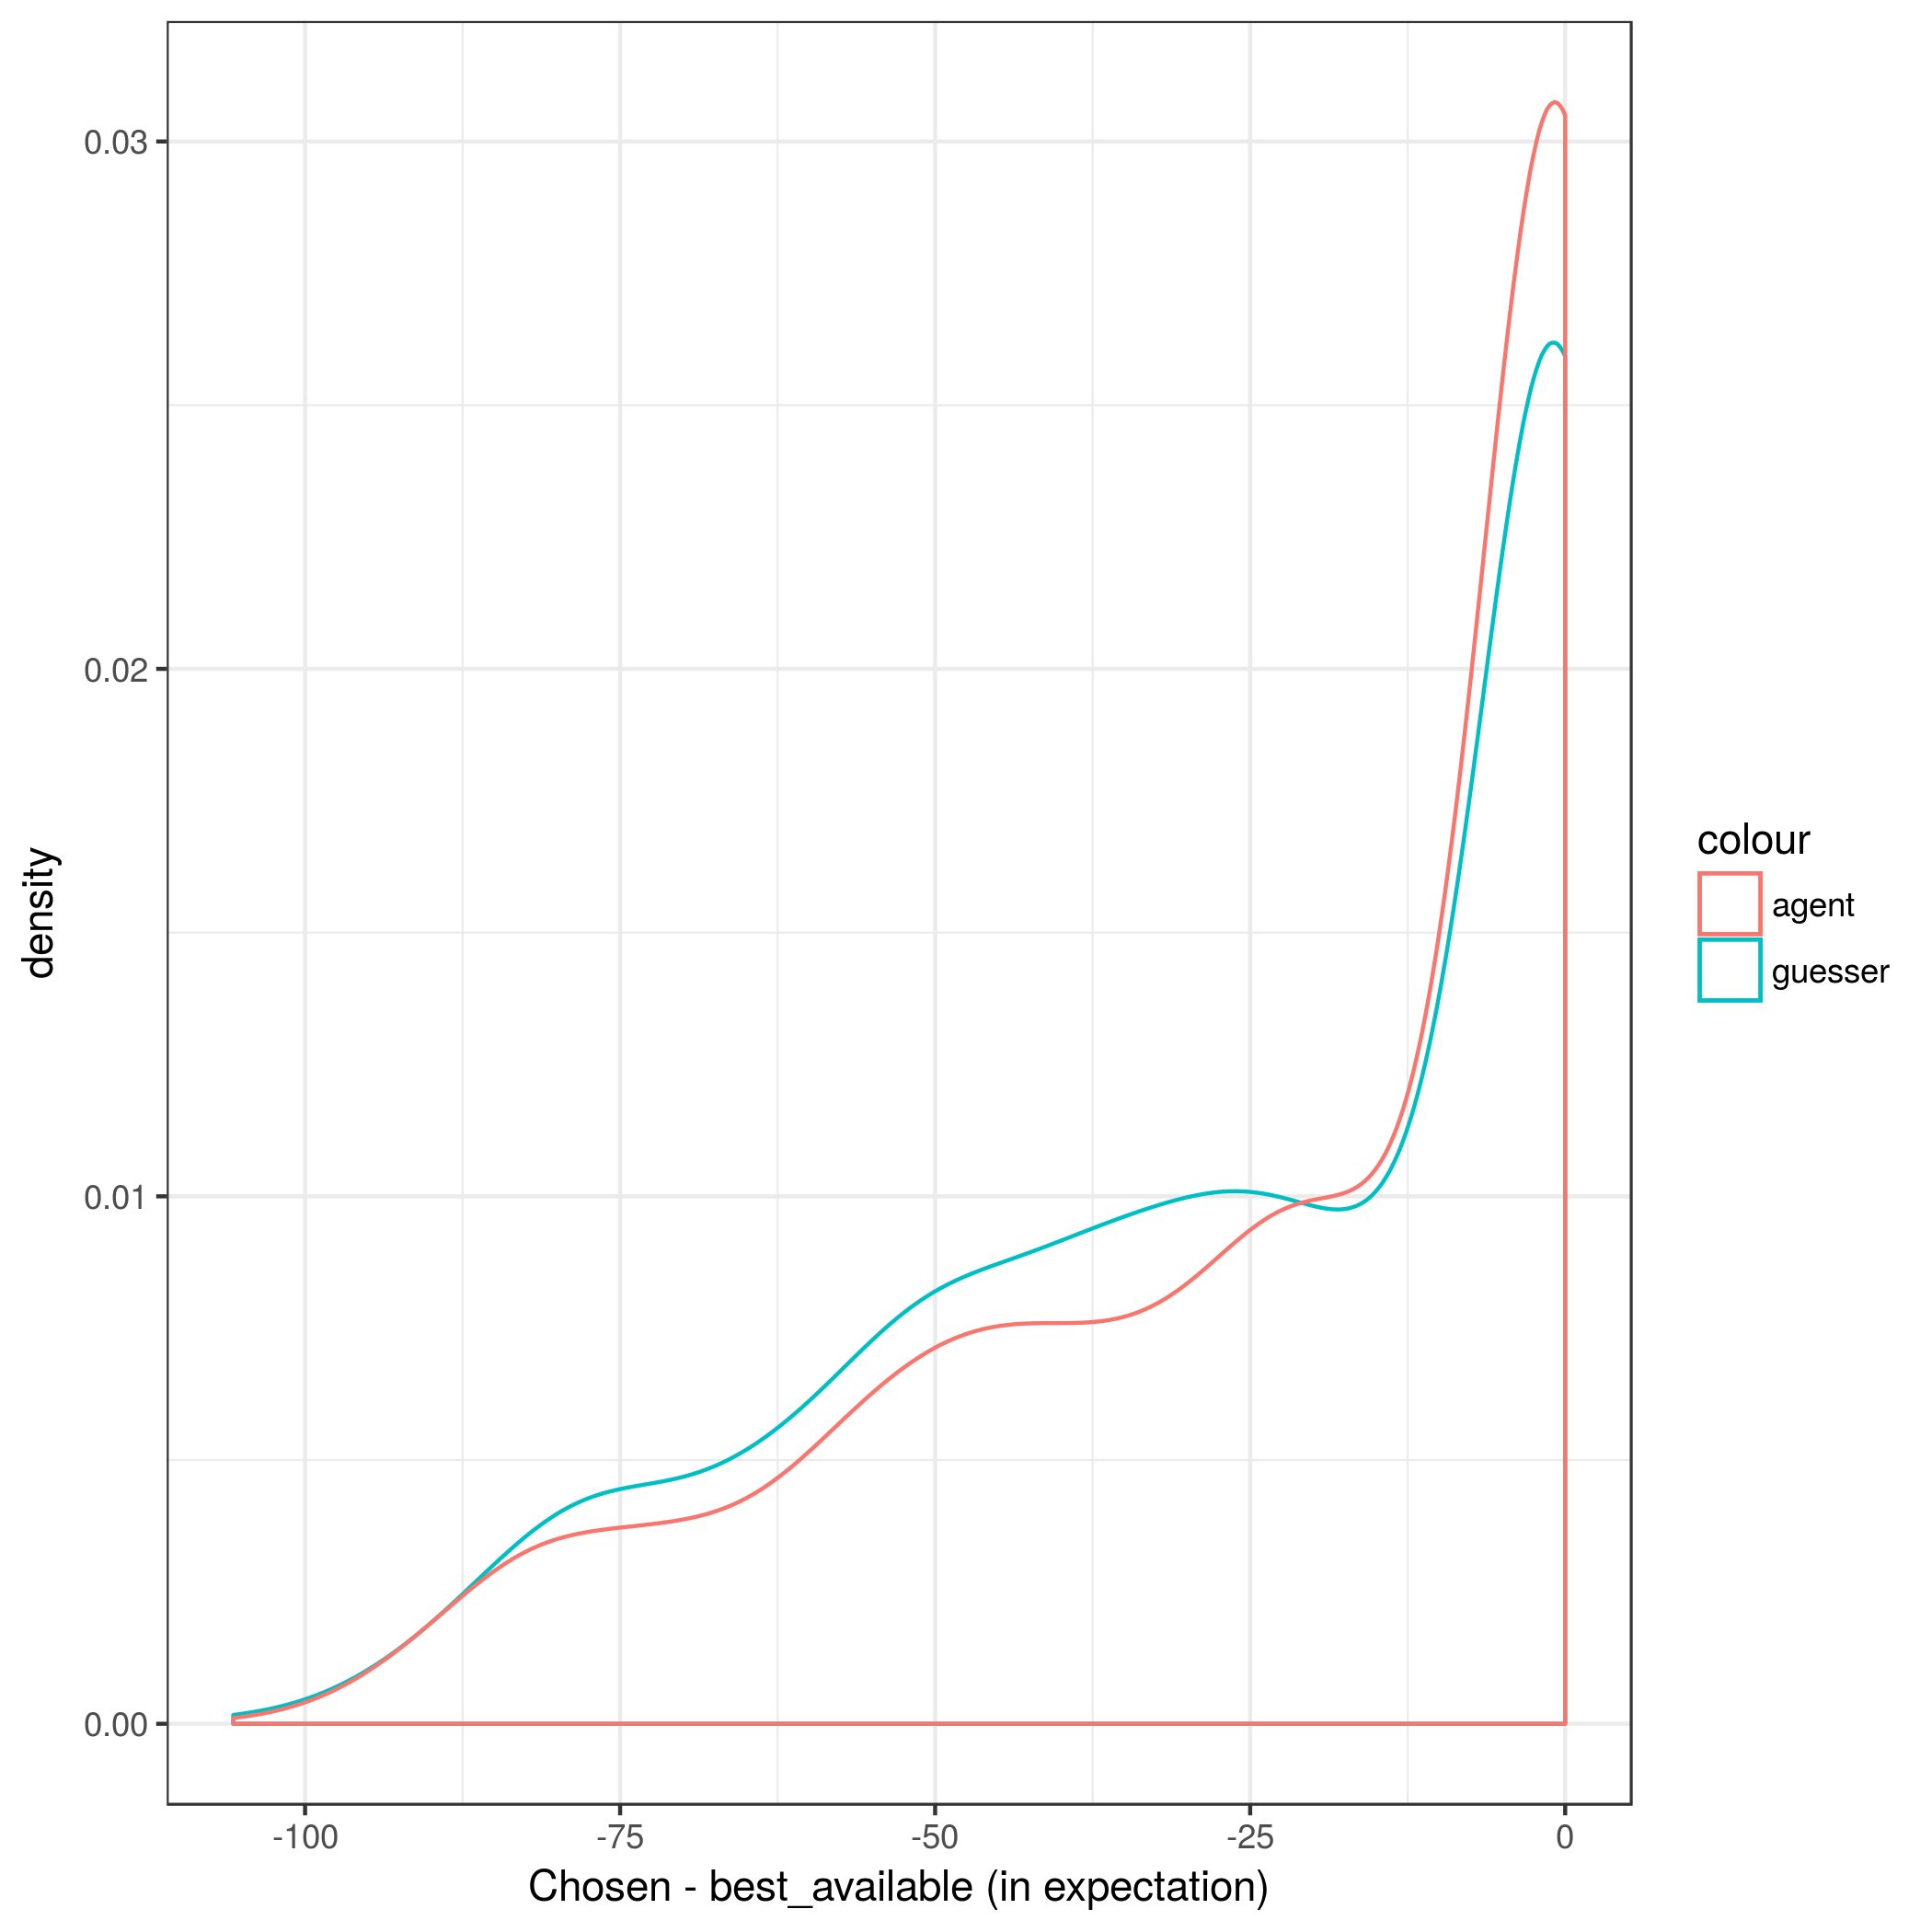 0.03
0.02
0.01
0.00
density
-100 -75 -50 -25 0
Chosen - best_available (in expectation)
colour
agent
guesser